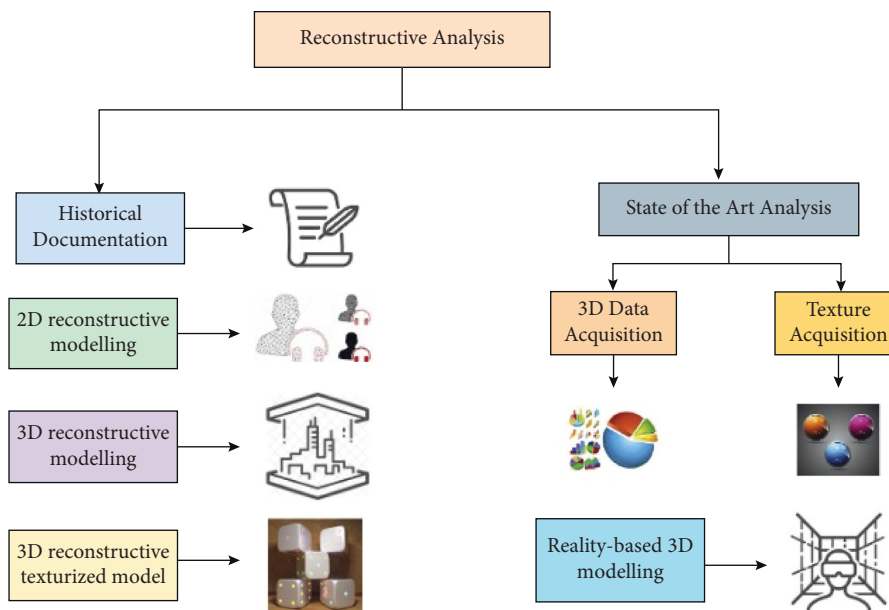 Reconstructive Analysis
Historical
Documentation
State of the Art Analysis
2D reconstructive
modelling
3D Data
Acquisition
Texture
Acquisition
3D reconstructive
modelling
3D reconstructive
texturized model
Reality-based 3D
modelling